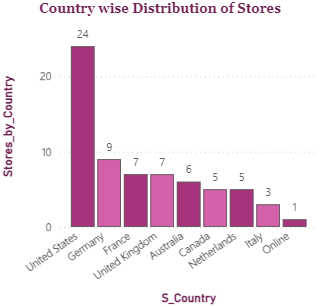 Country wise Distribution of Stores
Stores_by_Country
20
10
0
24
9
7
7
6
5
5
3
1
United States
Germany
France
United Kingdom
Australia
Canada
Netherlands
Italy
Online
S_Country